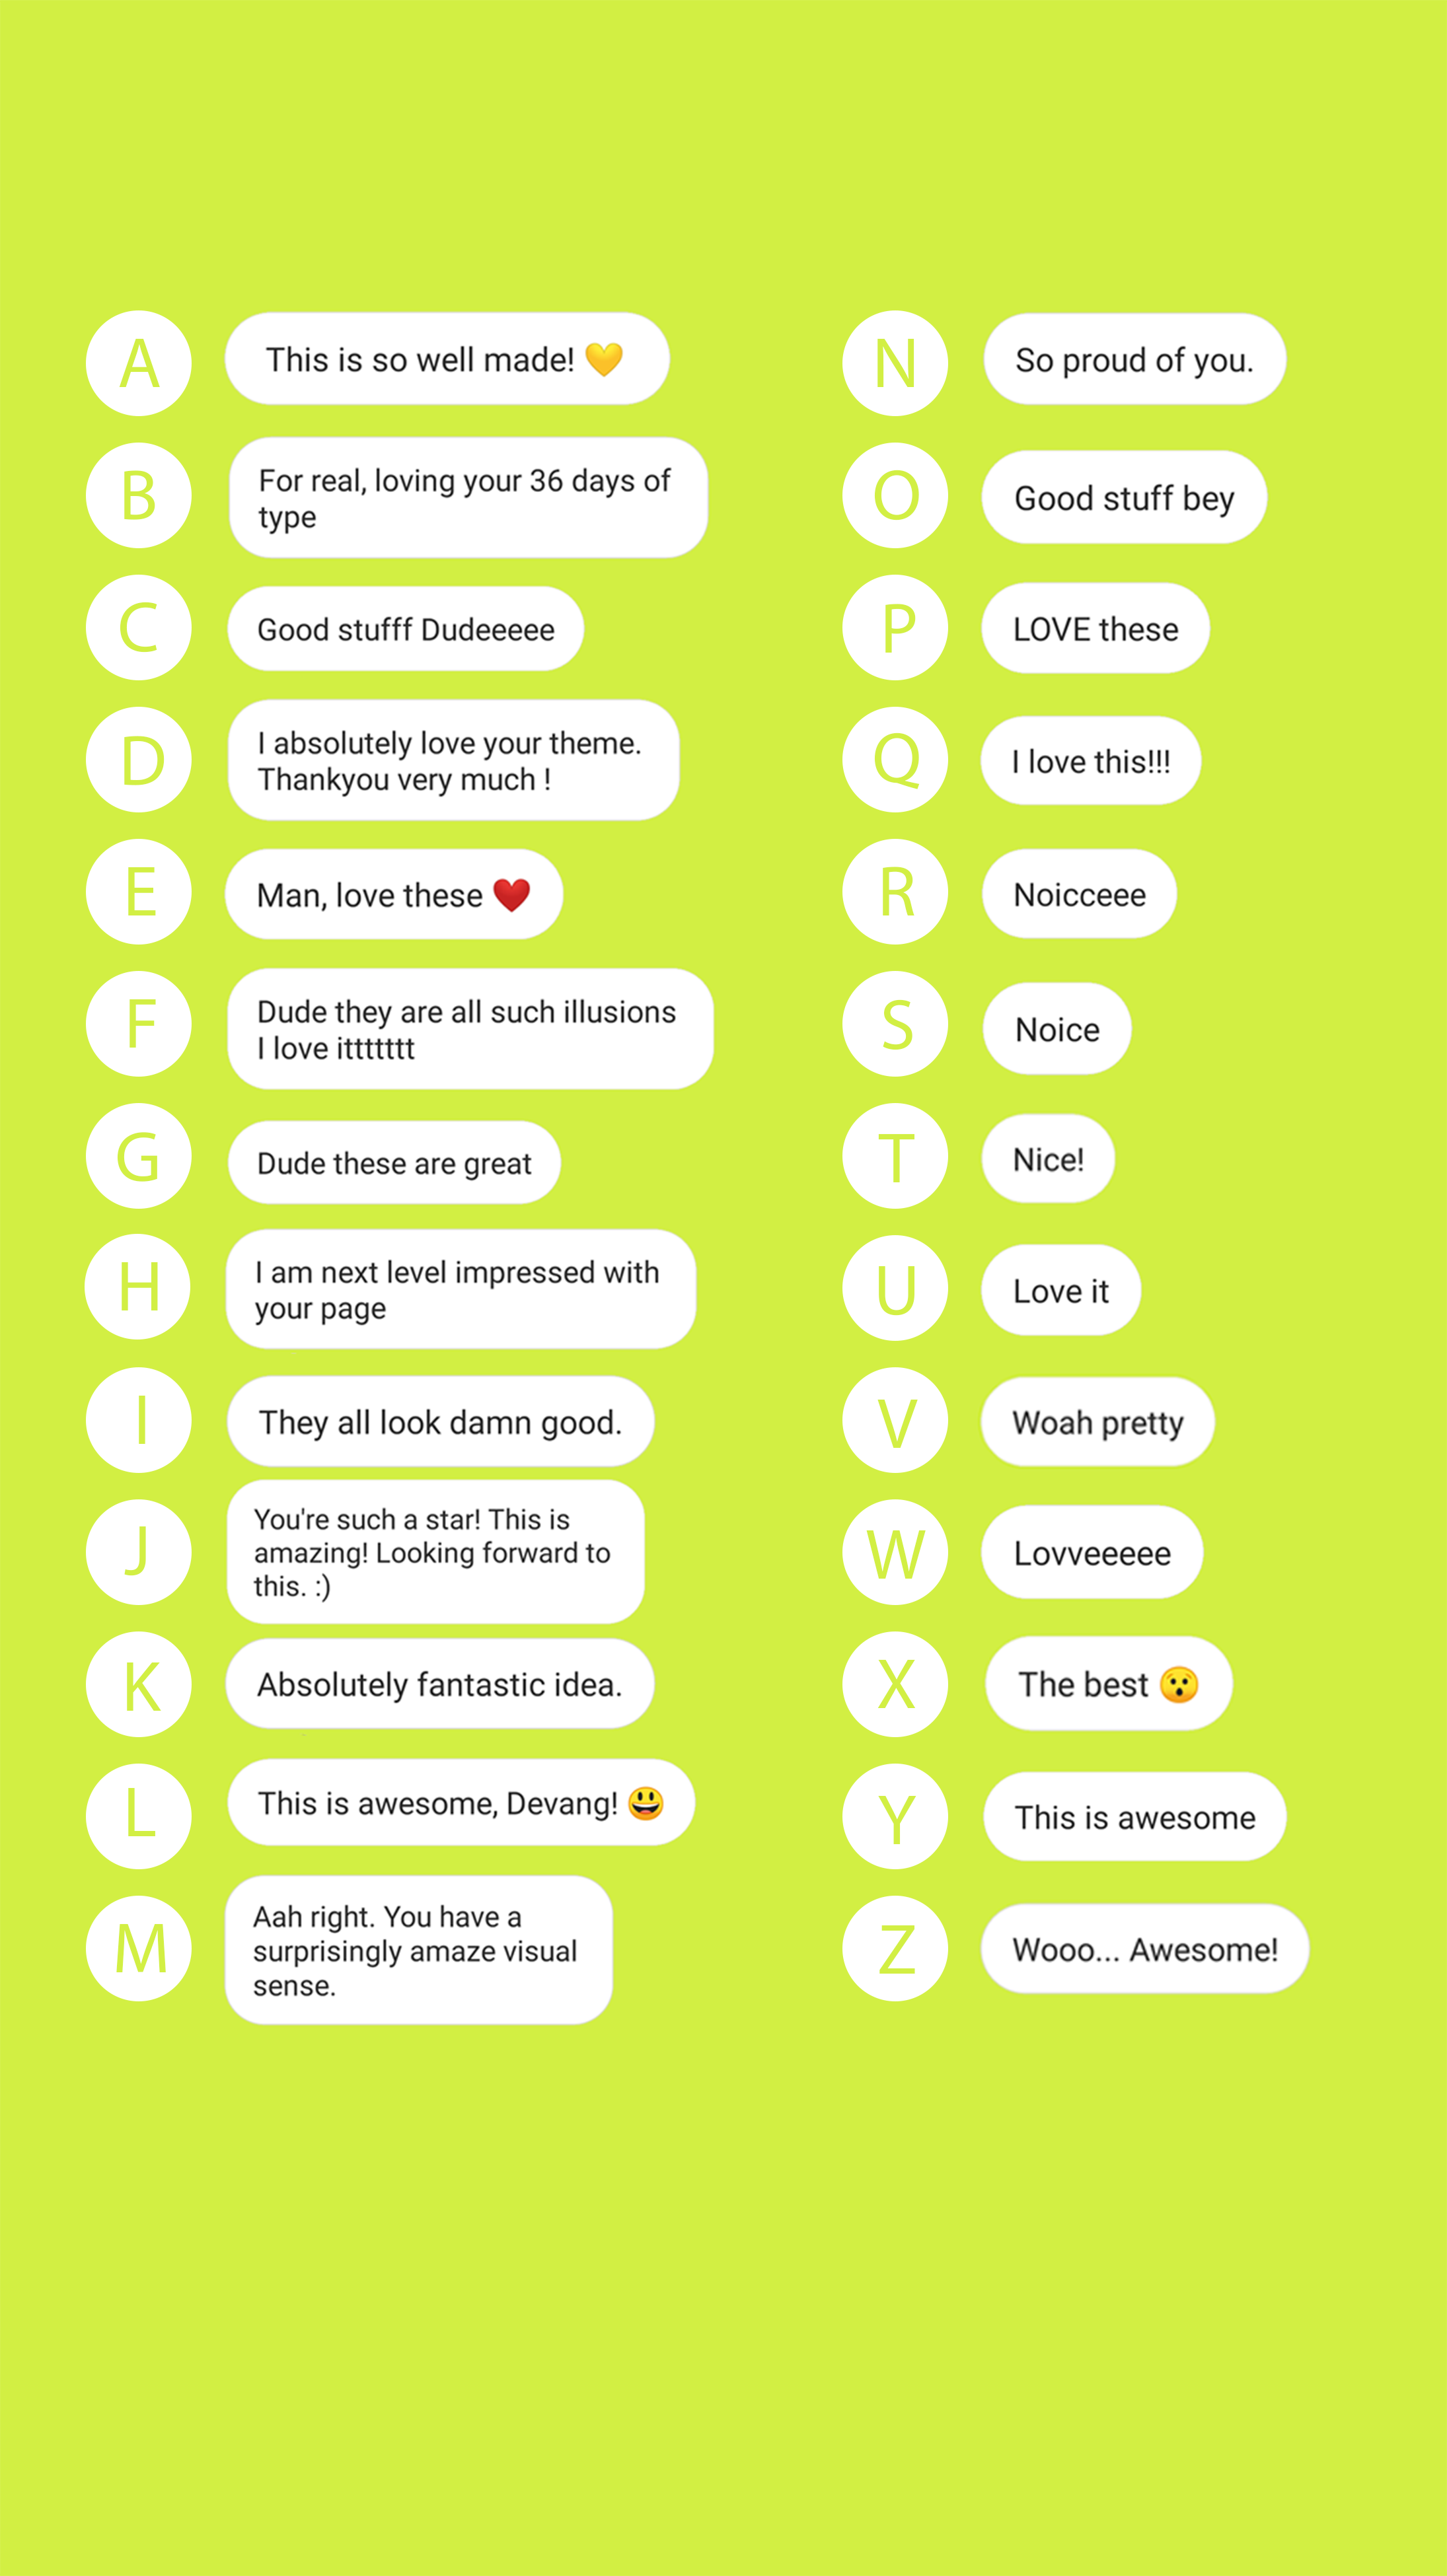 A
This is so well made! 💛
B
For real, loving your 36 days of
type
C
Good stufff Dudeeeee
D
I absolutely love your theme.
Thankyou very much !
E
Man, love these ❤️
F
Dude they are all such illusions
I love ittttttt
G
Dude these are great
H
I am next level impressed with
your page
I
They all look damn good.
J
You're such a star! This is
amazing! Looking forward to
this. :)
K
Absolutely fantastic idea.
L
This is awesome, Devang! 😃
M
Aah right. You have a
surprisingly amaze visual
sense.
N
So proud of you.
O
Good stuff bey
P
LOVE these
Q
I love this!!!
R
Noicceee
S
Noice
T
Nice!
U
Love it
V
Woah pretty
W
Lovveeeee
X
The best 😯
Y
This is awesome
Z
Wooo... Awesome!